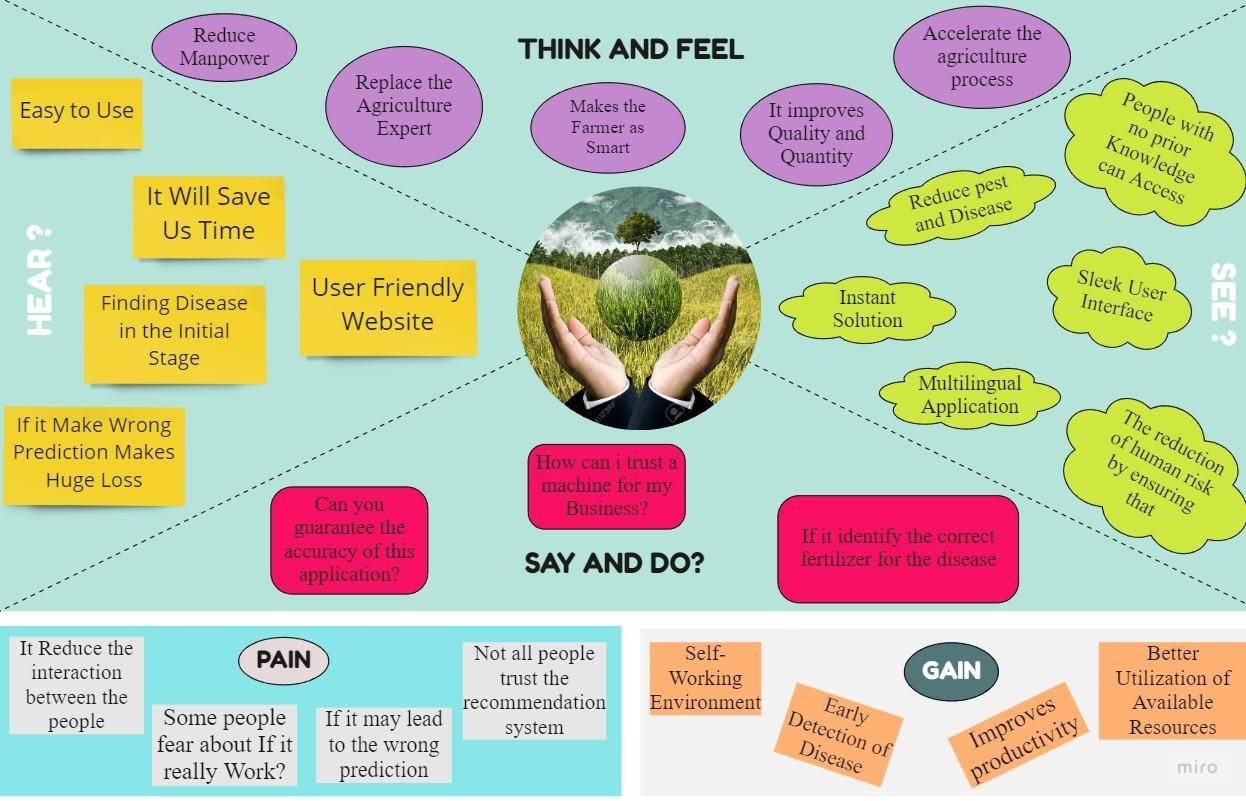 THINK AND FEEL
Reduce
Manpower
Replace the
Agriculture
Expert
Makes the
Farmer as
Smart
It improves
Quality and
Quantity
Accelerate the
agriculture
process
HEAR ?
Easy to Use
It Will Save
Us Time
Finding Disease
in the Initial
Stage
User Friendly
Website
If it Make Wrong
Prediction Makes
Huge Loss
SEE ?
People with
no prior
Knowledge
can Access
Reduce pest
and Disease
Instant
Solution
Sleek User
Interface
Multilingual
Application
The reduction
of human risk
by ensuring
that
SAY AND DO?
Can you
guarantee the
accuracy of this
application?
How can i trust a
machine for my
Business?
If it identify the correct
fertilizer for the disease
PAIN
It Reduce the
interaction
between the
people
Some people
fear about If it
really Work?
If it may lead
to the wrong
prediction
Not all people
trust the
recommendation
system
GAIN
Self-
Working
Environment
Early
Detection of
Disease
Improves
productivity
Better
Utilization of
Available
Resources
miro